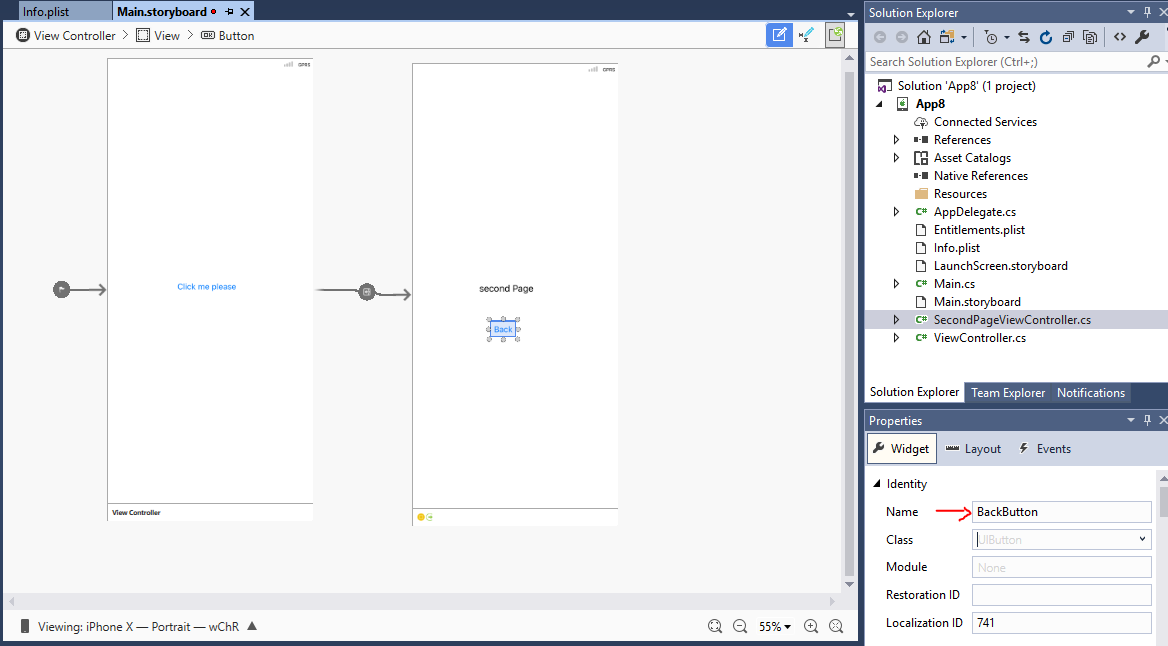 Info.plist
Main.storyboard
View Controller
View
Button
GPRS
Click me please
View Controller
GPRS
second Page
Back
Viewing: iPhone X — Portrait — wChR
55%
Solution Explorer
Search Solution Explorer (Ctrl+;)
Solution 'App8' (1 project)
App8
Connected Services
References
Asset Catalogs
Native References
Resources
C# AppDelegate.cs
Entitlements.plist
Info.plist
LaunchScreen.storyboard
C# Main.cs
Main.storyboard
C# SecondPageViewController.cs
C# ViewController.cs
Solution Explorer Team Explorer Notifications
Properties
Widget Layout Events
Identity
Name BackButton
Class UIButton
Module None
Restoration ID
Localization ID 741